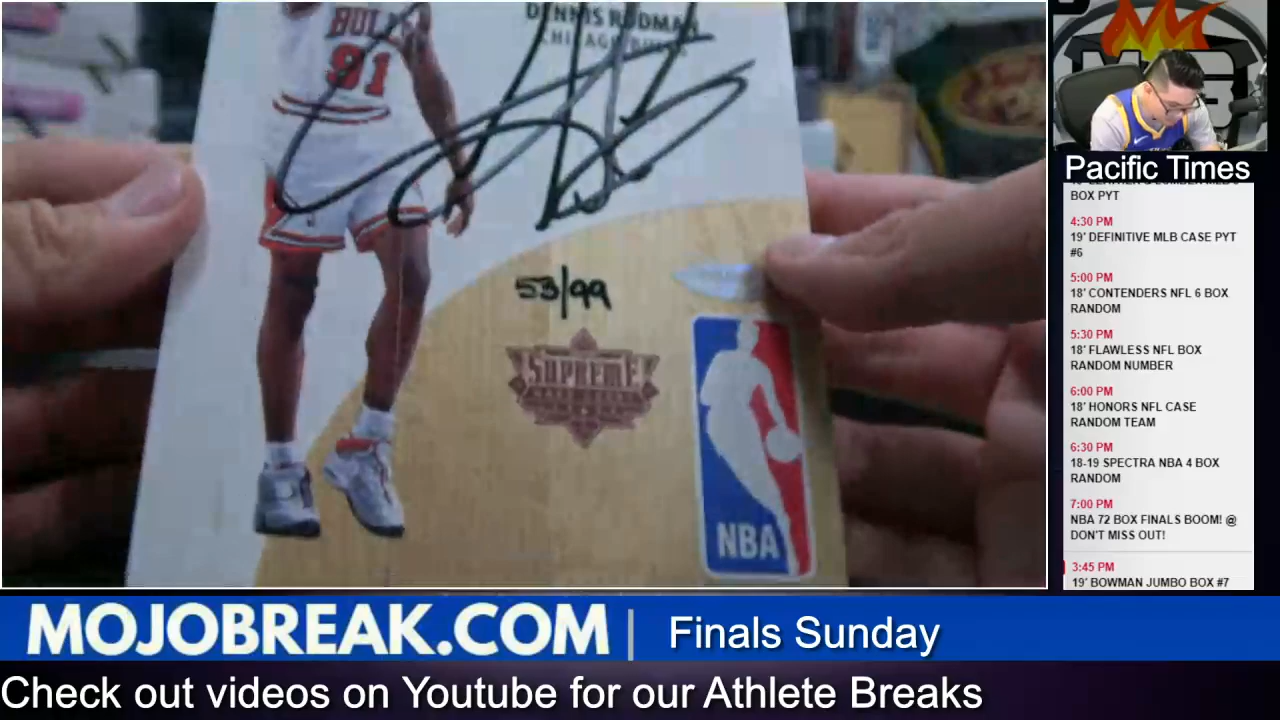 BULLS
91
DENNIS RODMAN
CHICAGO BULLS
53/99
SUPREME
NBA
Pacific Times
BOX PYT
4:30 PM
19' DEFINITIVE MLB CASE PYT
#6
5:00 PM
18' CONTENDERS NFL 6 BOX
RANDOM
5:30 PM
18' FLAWLESS NFL BOX
RANDOM NUMBER
6:00 PM
18' HONORS NFL CASE
RANDOM TEAM
6:30 PM
18-19 SPECTRA NBA 4 BOX
RANDOM
7:00 PM
NBA 72 BOX FINALS BOOM! @
DON'T MISS OUT!
3:45 PM
19' BOWMAN JUMBO BOX #7
MOJOBREAK.COM | Finals Sunday
Check out videos on Youtube for our Athlete Breaks